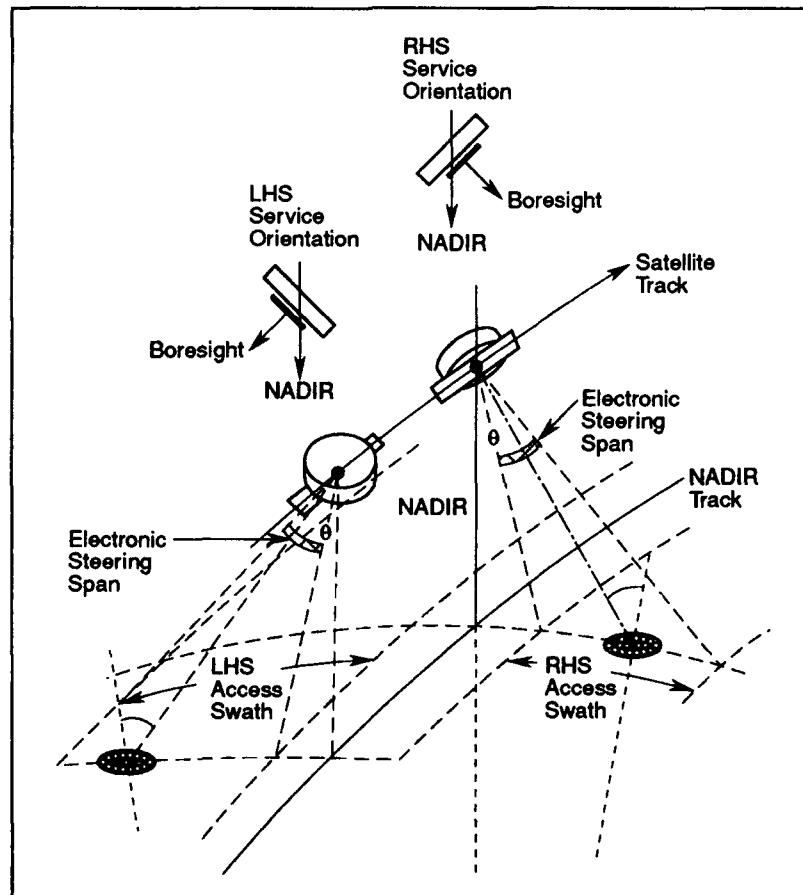 RHS
Service
Orientation
Boresight
NADIR
LHS
Service
Orientation
Boresight
NADIR
Satellite
Track
Electronic
Steering
Span
θ
NADIR
NADIR
Track
Electronic
Steering
Span
θ
LHS
Access
Swath
RHS
Access
Swath